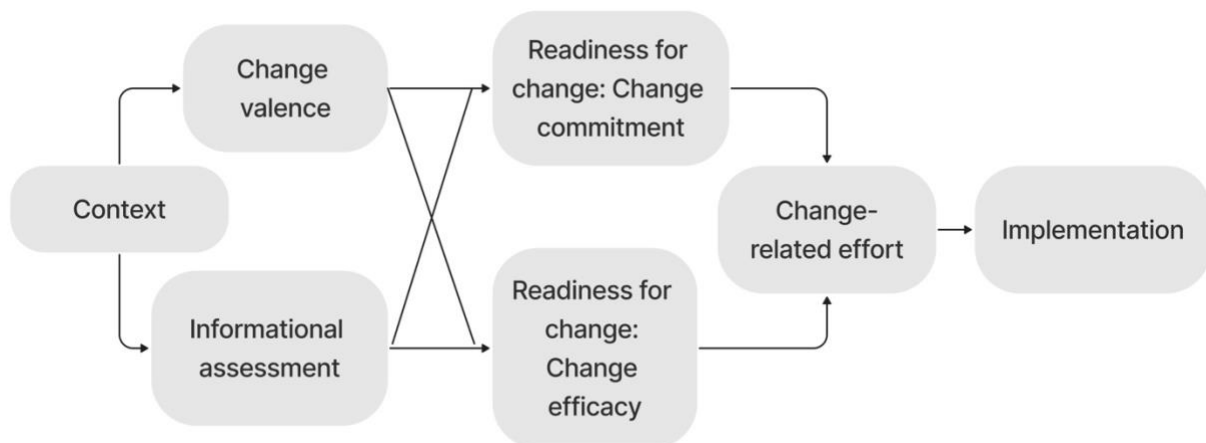 Context
Change
valence
Informational
assessment
Readiness for
change: Change
commitment
Readiness for
change:
Change
efficacy
Change-
related effort
Implementation